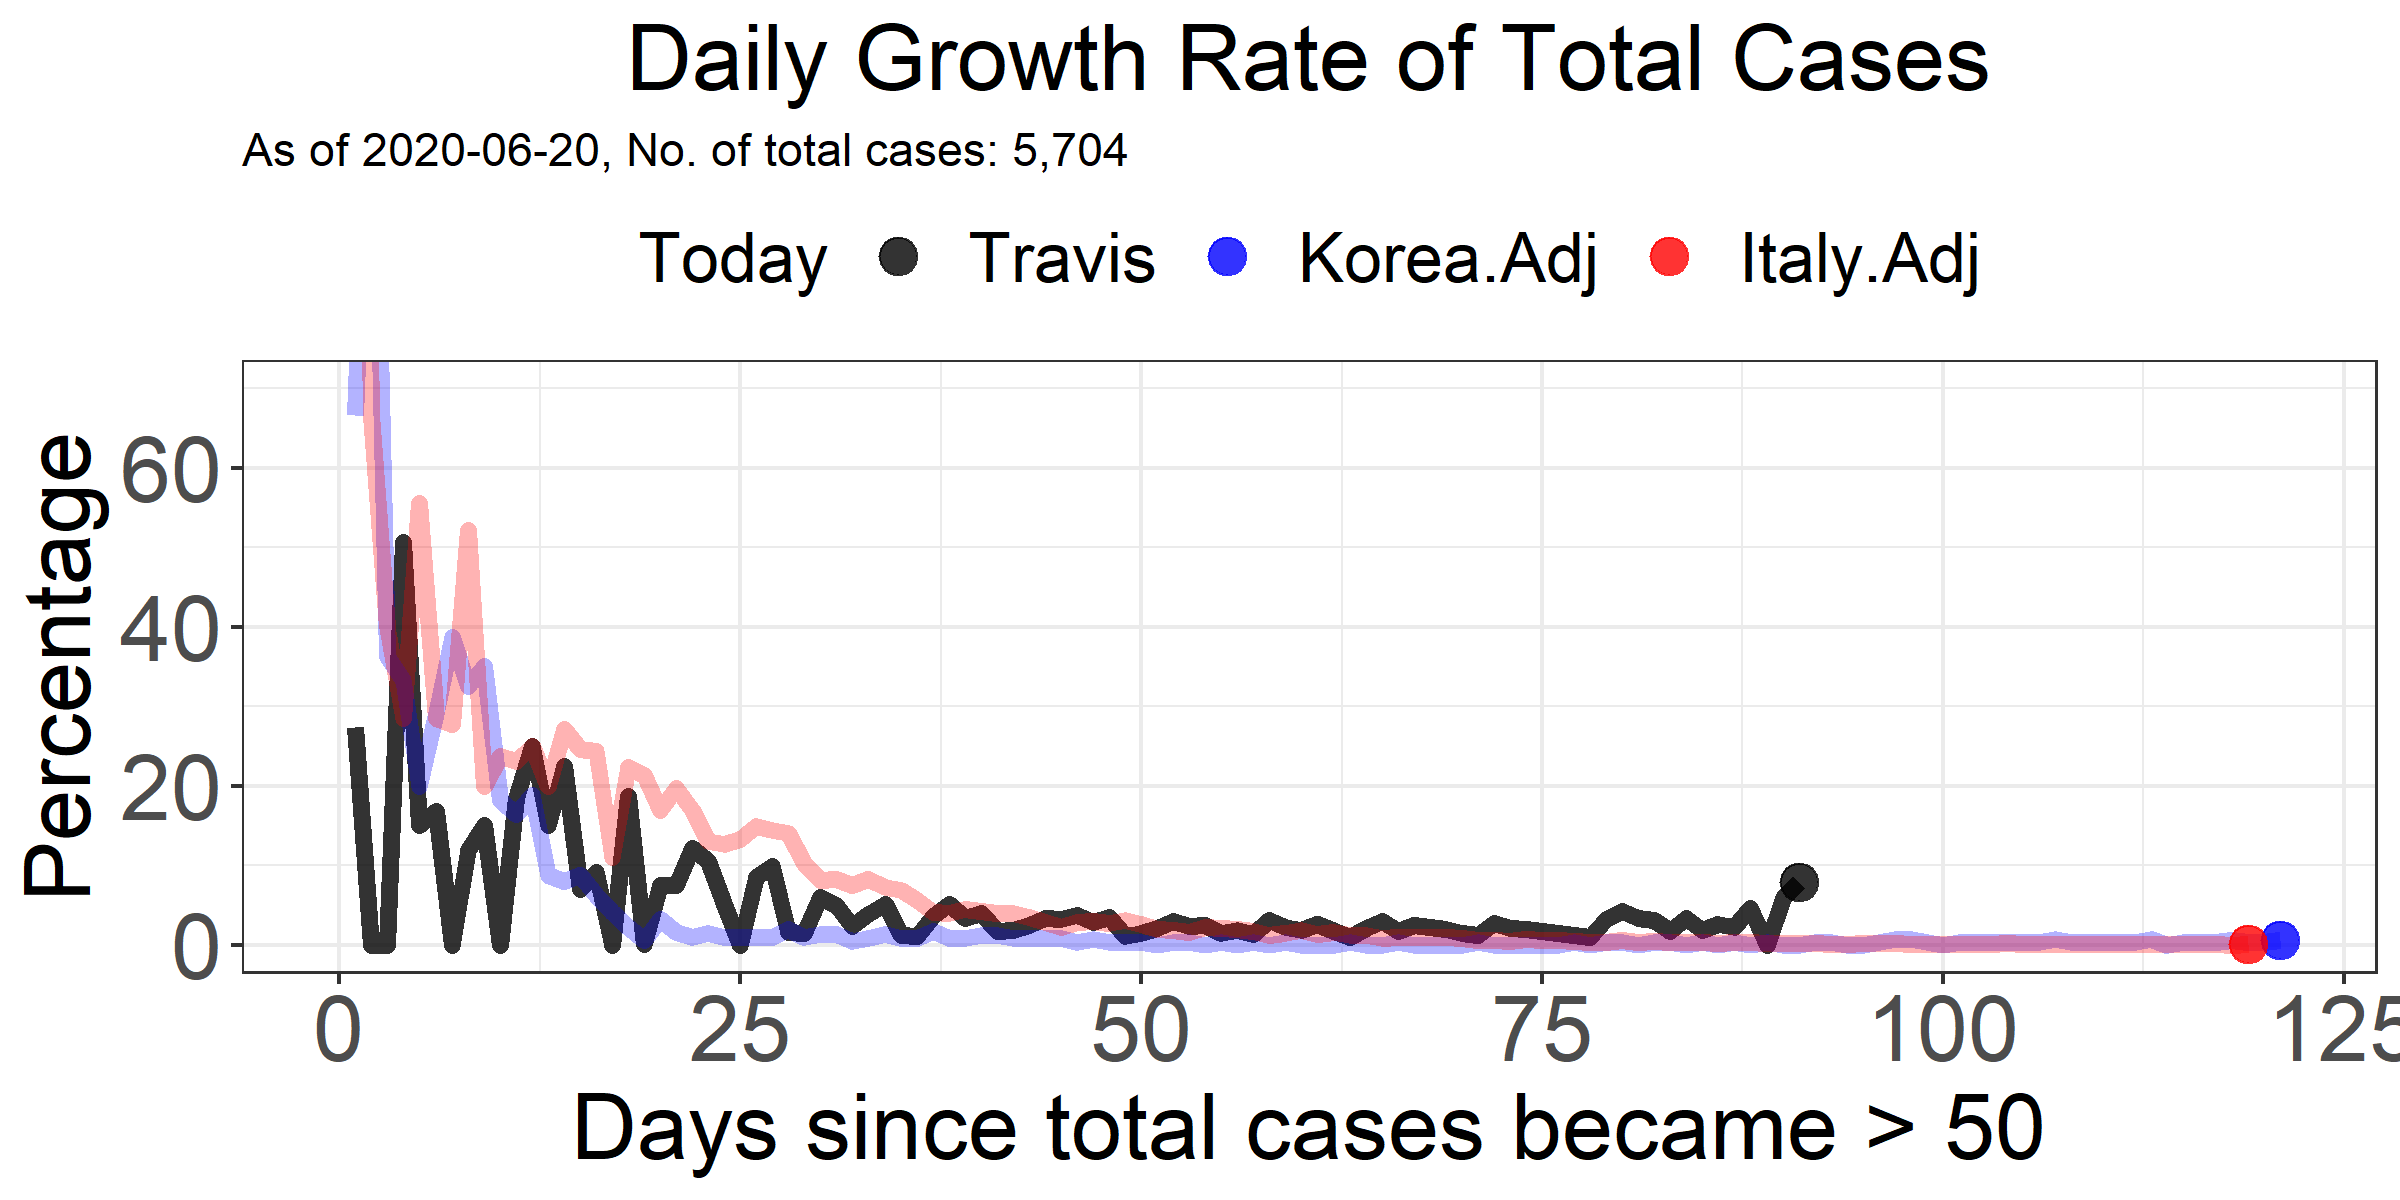 Daily Growth Rate of Total Cases
As of 2020-06-20, No. of total cases: 5,704
Today Travis Korea.Adj Italy.Adj
Percentage
60
40
20
0
0 25 50 75 100 125
Days since total cases became > 50